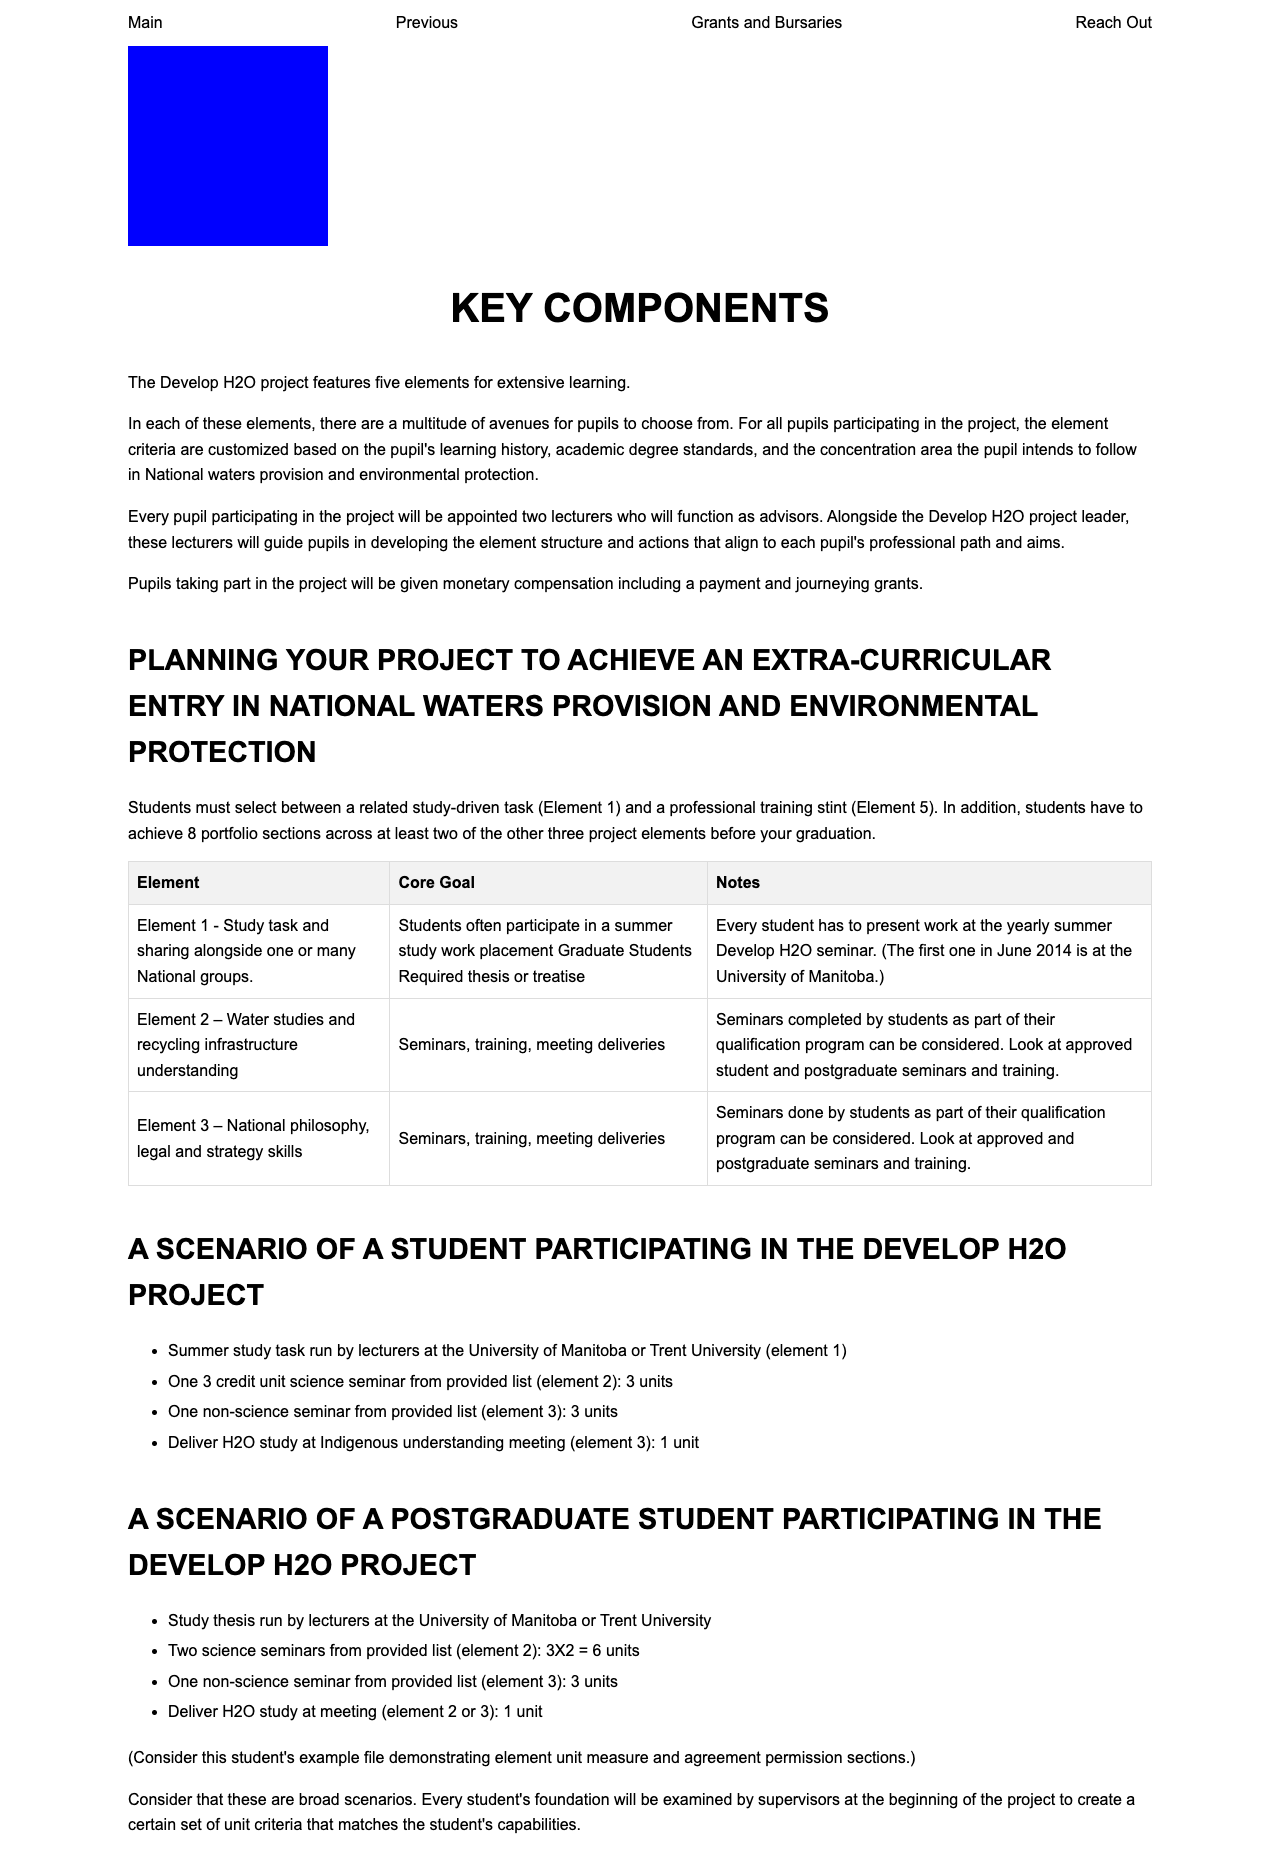 Main Previous Grants and Bursaries Reach Out
KEY COMPONENTS
The Develop H2O project features five elements for extensive learning.
In each of these elements, there are a multitude of avenues for pupils to choose from. For all pupils participating in the project, the element
criteria are customized based on the pupil's learning history, academic degree standards, and the concentration area the pupil intends to follow
in National waters provision and environmental protection.
Every pupil participating in the project will be appointed two lecturers who will function as advisors. Alongside the Develop H2O project leader,
these lecturers will guide pupils in developing the element structure and actions that align to each pupil's professional path and aims.
Pupils taking part in the project will be given monetary compensation including a payment and journeying grants.
PLANNING YOUR PROJECT TO ACHIEVE AN EXTRA-CURRICULAR
ENTRY IN NATIONAL WATERS PROVISION AND ENVIRONMENTAL
PROTECTION
Students must select between a related study-driven task (Element 1) and a professional training stint (Element 5). In addition, students have to
achieve 8 portfolio sections across at least two of the other three project elements before your graduation.
Element Core Goal Notes
Element 1 - Study task and
sharing alongside one or many
National groups.
Students often participate in a summer
study work placement Graduate Students
Required thesis or treatise
Every student has to present work at the yearly summer
Develop H2O seminar. (The first one in June 2014 is at the
University of Manitoba.)
Element 2 – Water studies and
recycling infrastructure
understanding
Seminars, training, meeting deliveries
Seminars completed by students as part of their
qualification program can be considered. Look at approved
student and postgraduate seminars and training.
Element 3 – National philosophy,
legal and strategy skills
Seminars, training, meeting deliveries
Seminars done by students as part of their qualification
program can be considered. Look at approved and
postgraduate seminars and training.
A SCENARIO OF A STUDENT PARTICIPATING IN THE DEVELOP H2O
PROJECT
• Summer study task run by lecturers at the University of Manitoba or Trent University (element 1)
• One 3 credit unit science seminar from provided list (element 2): 3 units
• One non-science seminar from provided list (element 3): 3 units
• Deliver H2O study at Indigenous understanding meeting (element 3): 1 unit
A SCENARIO OF A POSTGRADUATE STUDENT PARTICIPATING IN THE
DEVELOP H2O PROJECT
• Study thesis run by lecturers at the University of Manitoba or Trent University
• Two science seminars from provided list (element 2): 3X2 = 6 units
• One non-science seminar from provided list (element 3): 3 units
• Deliver H2O study at meeting (element 2 or 3): 1 unit
(Consider this student's example file demonstrating element unit measure and agreement permission sections.)
Consider that these are broad scenarios. Every student's foundation will be examined by supervisors at the beginning of the project to create a
certain set of unit criteria that matches the student's capabilities.